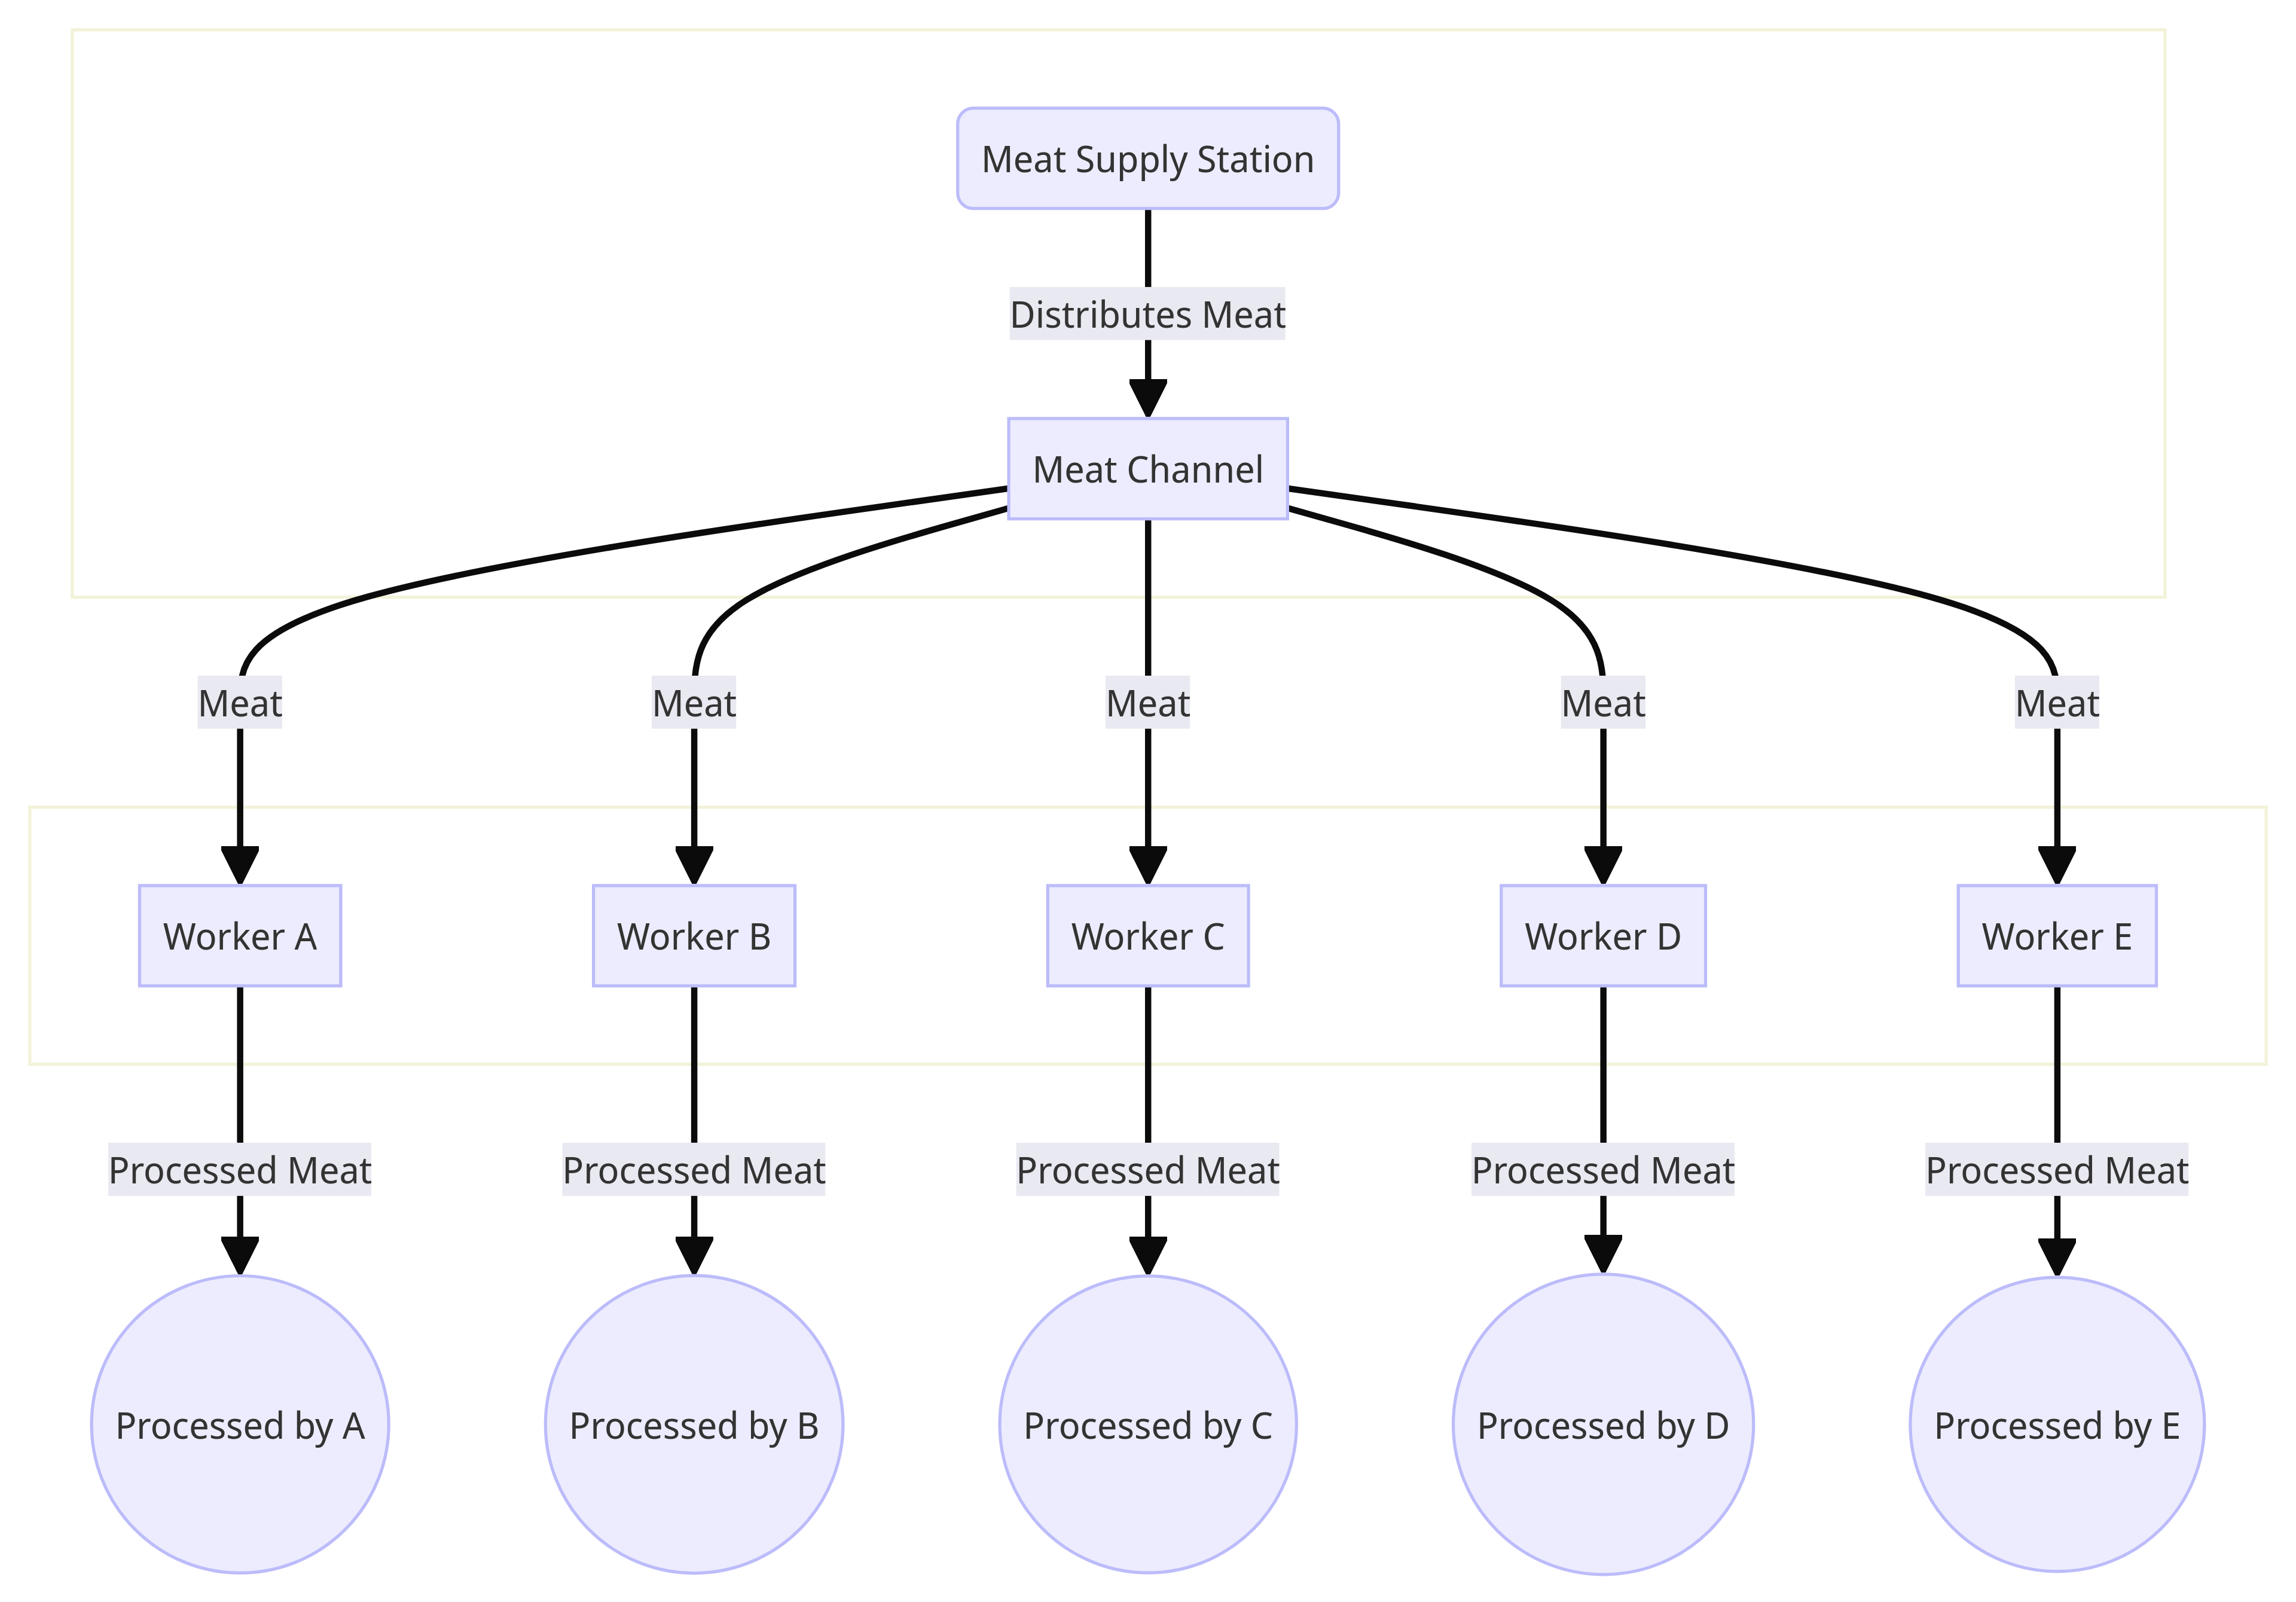 Meat Supply Station
Distributes Meat
Meat Channel
Meat
Meat
Meat
Meat
Meat
Worker A
Worker B
Worker C
Worker D
Worker E
Processed Meat
Processed Meat
Processed Meat
Processed Meat
Processed Meat
Processed by A
Processed by B
Processed by C
Processed by D
Processed by E